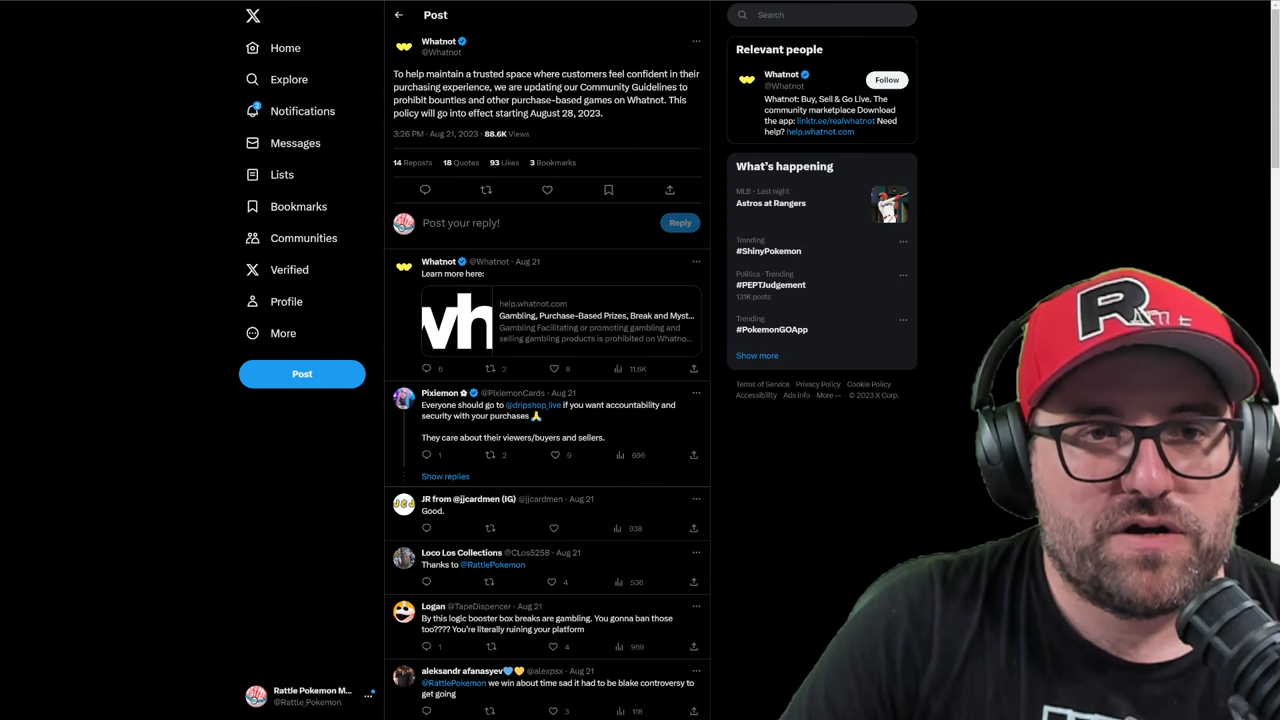 Home
Explore
2
Notifications
Messages
Lists
Bookmarks
Communities
Verified
Profile
More
Post
Rattle Pokemon M...
@Rattle_Pokemon
Post
Whatnot
@Whatnot
To help maintain a trusted space where customers feel confident in their
purchasing experience, we are updating our Community Guidelines to
prohibit bounties and other purchase-based games on Whatnot. This
policy will go into effect starting August 28, 2023.
3:26 PM · Aug 21, 2023 · 88.6K Views
14 Reposts 18 Quotes 93 Likes 3 Bookmarks
Post your reply!
Reply
Whatnot @Whatnot · Aug 21
Learn more here:
wh
help.whatnot.com
Gambling, Purchase-Based Prizes, Break and Myst...
Gambling Facilitating or promoting gambling and
selling gambling products is prohibited on Whatno...
6 2 8 11.6K
Pixiemon @PixiemonCards · Aug 21
Everyone should go to @dripshop_live if you want accountability and
security with your purchases 🙏
They care about their viewers/buyers and sellers.
1 2 9 696
Show replies
JR from @jjcardmen (IG) @jjcardmen · Aug 21
Good.
938
Loco Los Collections @CLos5258 · Aug 21
Thanks to @RattlePokemon
4 536
Logan @TapeDispencer · Aug 21
By this logic booster box breaks are gambling. You gonna ban those
too???? You're literally ruining your platform
1 4 969
aleksandr afanasyev💙💛 @alexpsx · Aug 21
@RattlePokemon we win about time sad it had to be blake controversy to
get going
3 118
Search
Relevant people
Whatnot
@Whatnot
Follow
Whatnot: Buy, Sell & Go Live. The
community marketplace Download
the app: linktr.ee/realwhatnot Need
help? help.whatnot.com
What's happening
MLB · Last night
Astros at Rangers
Trending
#ShinyPokemon
Politics · Trending
#PEPTJudgement
131K posts
Trending
#PokemonGOApp
Show more
Terms of Service Privacy Policy Cookie Policy
Accessibility Ads Info More ... © 2023 X Corp.
R